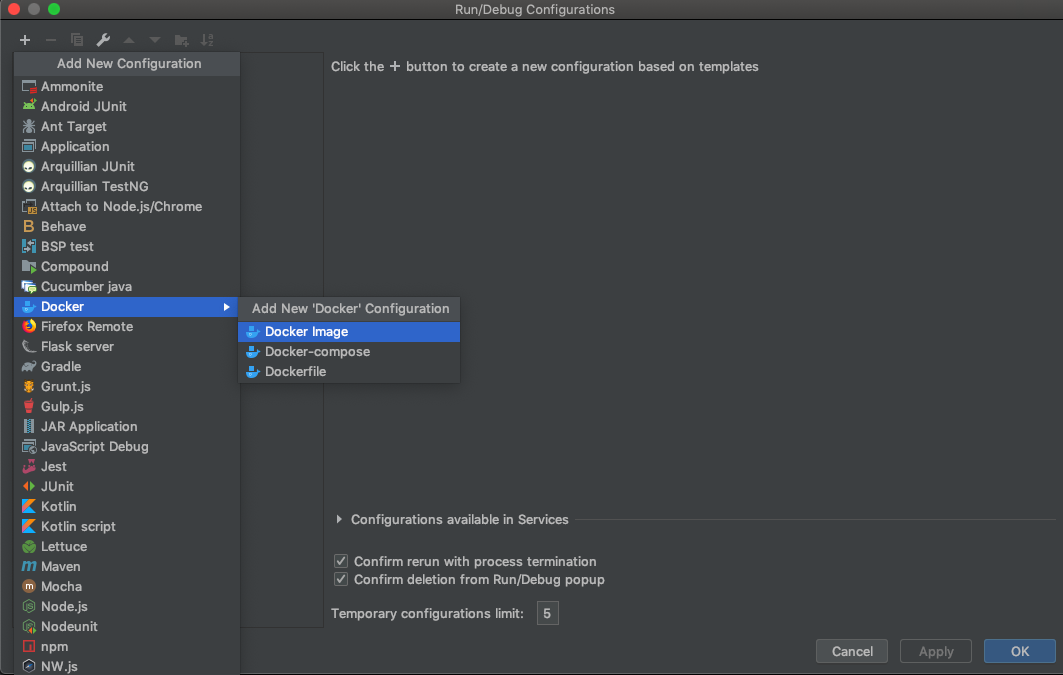 Run/Debug Configurations
Add New Configuration
Click the + button to create a new configuration based on templates
Ammonite
Android JUnit
Ant Target
Application
Arquillian JUnit
Arquillian TestNG
Attach to Node.js/Chrome
Behave
BSP test
Compound
Cucumber java
Docker
Add New 'Docker' Configuration
Docker Image
Docker-compose
Dockerfile
Firefox Remote
Flask server
Gradle
Grunt.js
Gulp.js
JAR Application
JavaScript Debug
Jest
JUnit
Kotlin
Kotlin script
Lettuce
Maven
Mocha
Node.js
Nodeunit
npm
NW.js
Configurations available in Services
Confirm rerun with process termination
Confirm deletion from Run/Debug popup
Temporary configurations limit: 5
Cancel Apply OK